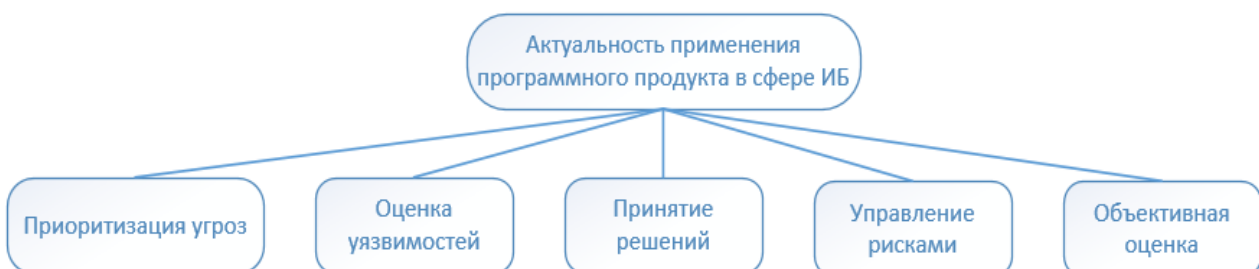 Актуальность применения
программного продукта в сфере ИБ
Приоритизация угроз
Оценка
уязвимостей
Принятие
решений
Управление
рисками
Объективная
оценка